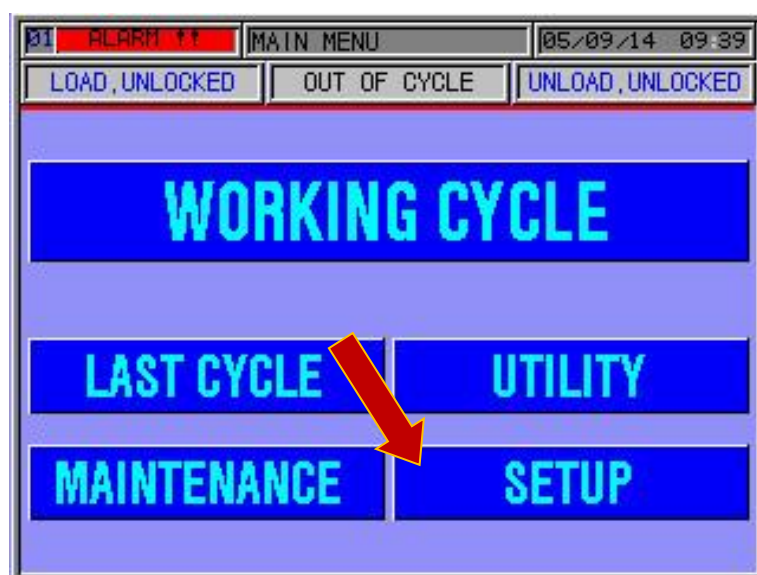 01 ALARM !! MAIN MENU 05/09/14 09:39
LOAD,UNLOCKED OUT OF CYCLE UNLOAD,UNLOCKED
WORKING CYCLE
LAST CYCLE UTILITY
MAINTENANCE SETUP